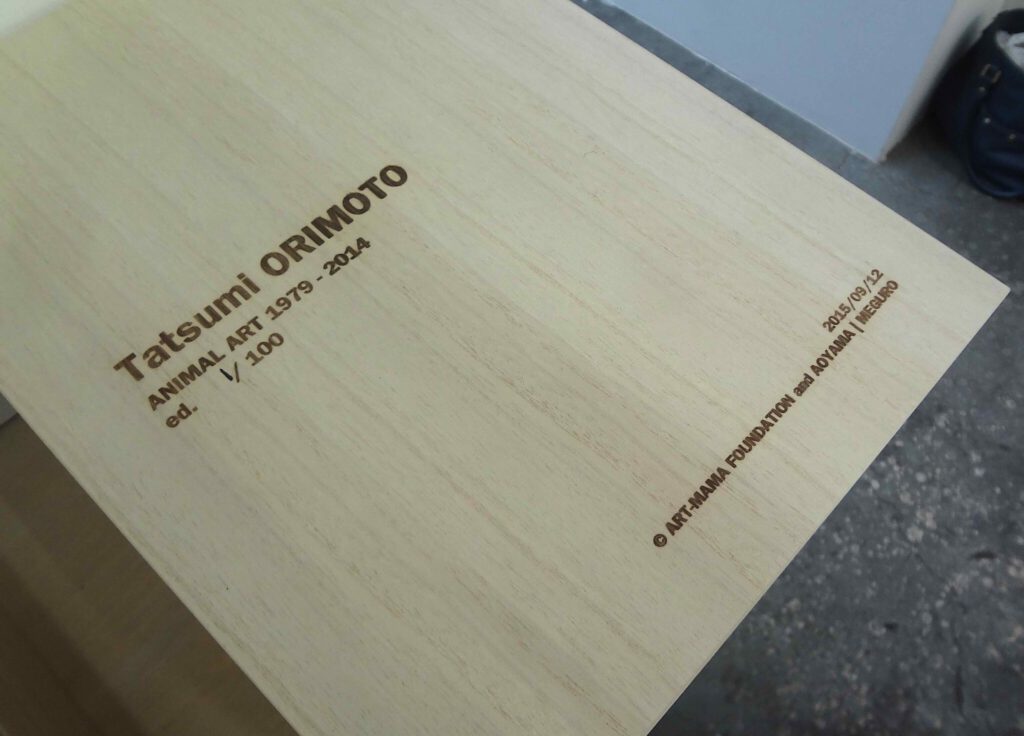 Tatsumi ORIMOTO
ANIMAL ART 1979 - 2014
ed. 1/ 100
2015/09/12
© ART-MAMA FOUNDATION and AOYAMA | MEGURO